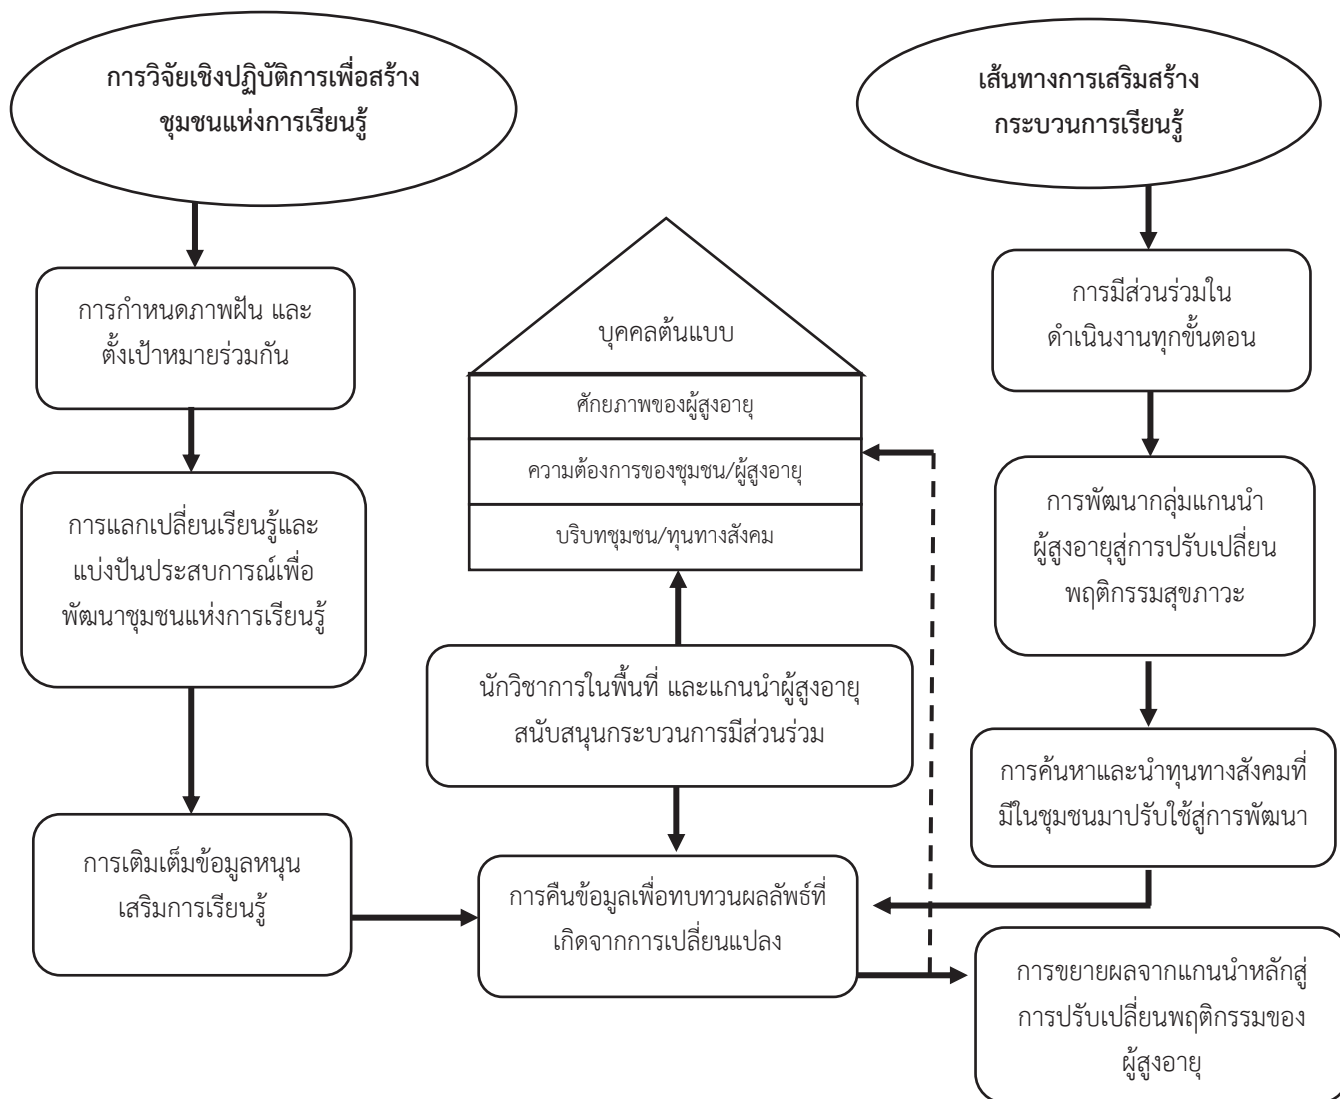 การวิจัยเชิงปฏิบัติการเพื่อสร้าง
ชุมชนแห่งการเรียนรู้
เส้นทางการเสริมสร้าง
กระบวนการเรียนรู้
การกำหนดภาพฝัน และ
ตั้งเป้าหมายร่วมกัน
การแลกเปลี่ยนเรียนรู้และ
แบ่งปันประสบการณ์เพื่อ
พัฒนาชุมชนแห่งการเรียนรู้
การเติมเต็มข้อมูลหนุน
เสริมการเรียนรู้
บุคคลต้นแบบ
ศักยภาพของผู้สูงอายุ
ความต้องการของชุมชน/ผู้สูงอายุ
บริบทชุมชน/ทุนทางสังคม
นักวิชาการในพื้นที่ และแกนนำผู้สูงอายุ
สนับสนุนกระบวนการมีส่วนร่วม
การคืนข้อมูลเพื่อทบทวนผลลัพธ์ที่
เกิดจากการเปลี่ยนแปลง
การมีส่วนร่วมใน
ดำเนินงานทุกขั้นตอน
การพัฒนากลุ่มแกนนำ
ผู้สูงอายุสู่การปรับเปลี่ยน
พฤติกรรมสุขภาวะ
การค้นหาและนำทุนทางสังคมที่
มีในชุมชนมาปรับใช้สู่การพัฒนา
การขยายผลจากแกนนำหลักสู่
การปรับเปลี่ยนพฤติกรรมของ
ผู้สูงอายุ